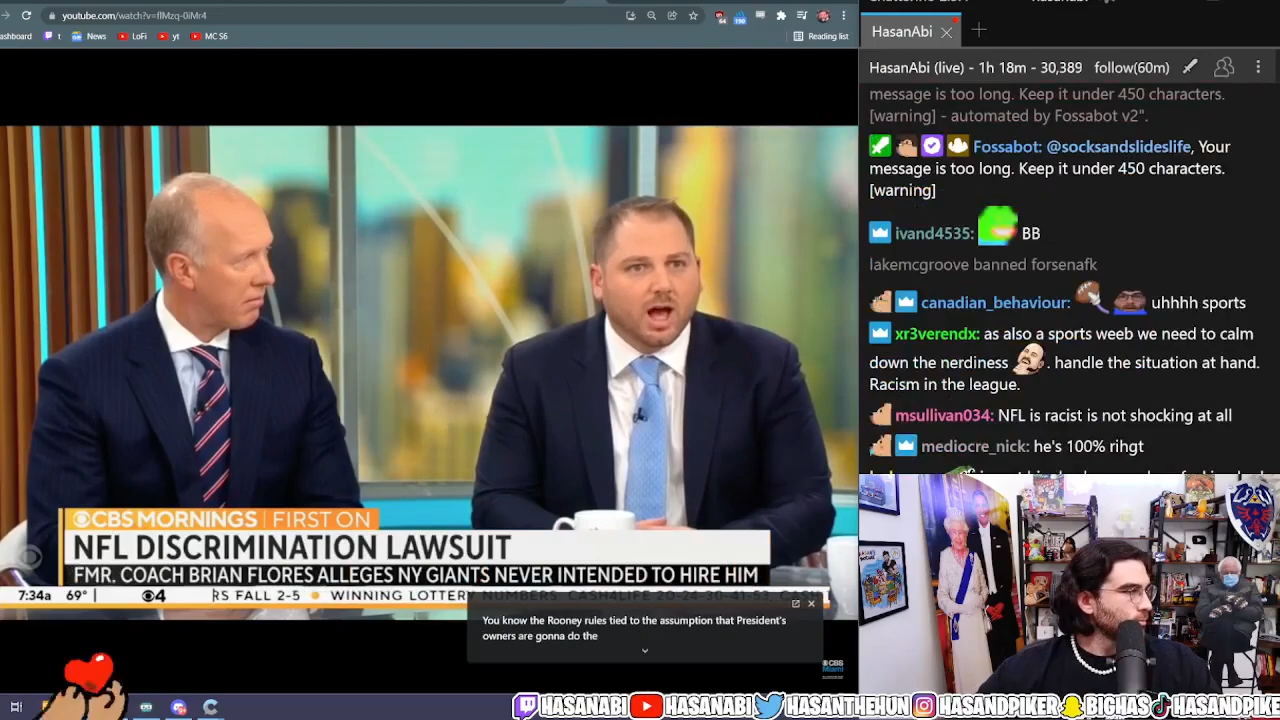 youtube.com/watch?v=flMzq-0iMr4
ashboard
t
News
LoFi
yt
MC S6
Reading list
HasanAbi
HasanAbi (live) - 1h 18m - 30,389
follow(60m)
message is too long. Keep it under 450 characters.
[warning] - automated by Fossabot v2".
Fossabot: @socksandslideslife, Your
message is too long. Keep it under 450 characters.
[warning]
ivand4535: BB
lakemcgroove banned forsenafk
canadian_behaviour: uhhhh sports
xr3verendx: as also a sports weeb we need to calm
down the nerdiness . handle the situation at hand.
Racism in the league.
msullivan034: NFL is racist is not shocking at all
mediocre_nick: he's 100% rihgt
CBS MORNINGS | FIRST ON
NFL DISCRIMINATION LAWSUIT
FMR. COACH BRIAN FLORES ALLEGES NY GIANTS NEVER INTENDED TO HIRE HIM
7:34a 69° 4 RS FALL 2-5 WINNING LOTTERY NUMBERS
You know the Rooney rules tied to the assumption that President's
owners are gonna do the
CBS
Miami
HASANABI HASANABI HASANTHEHUN HASANDPIKER BIGHAS HASANDPIKE